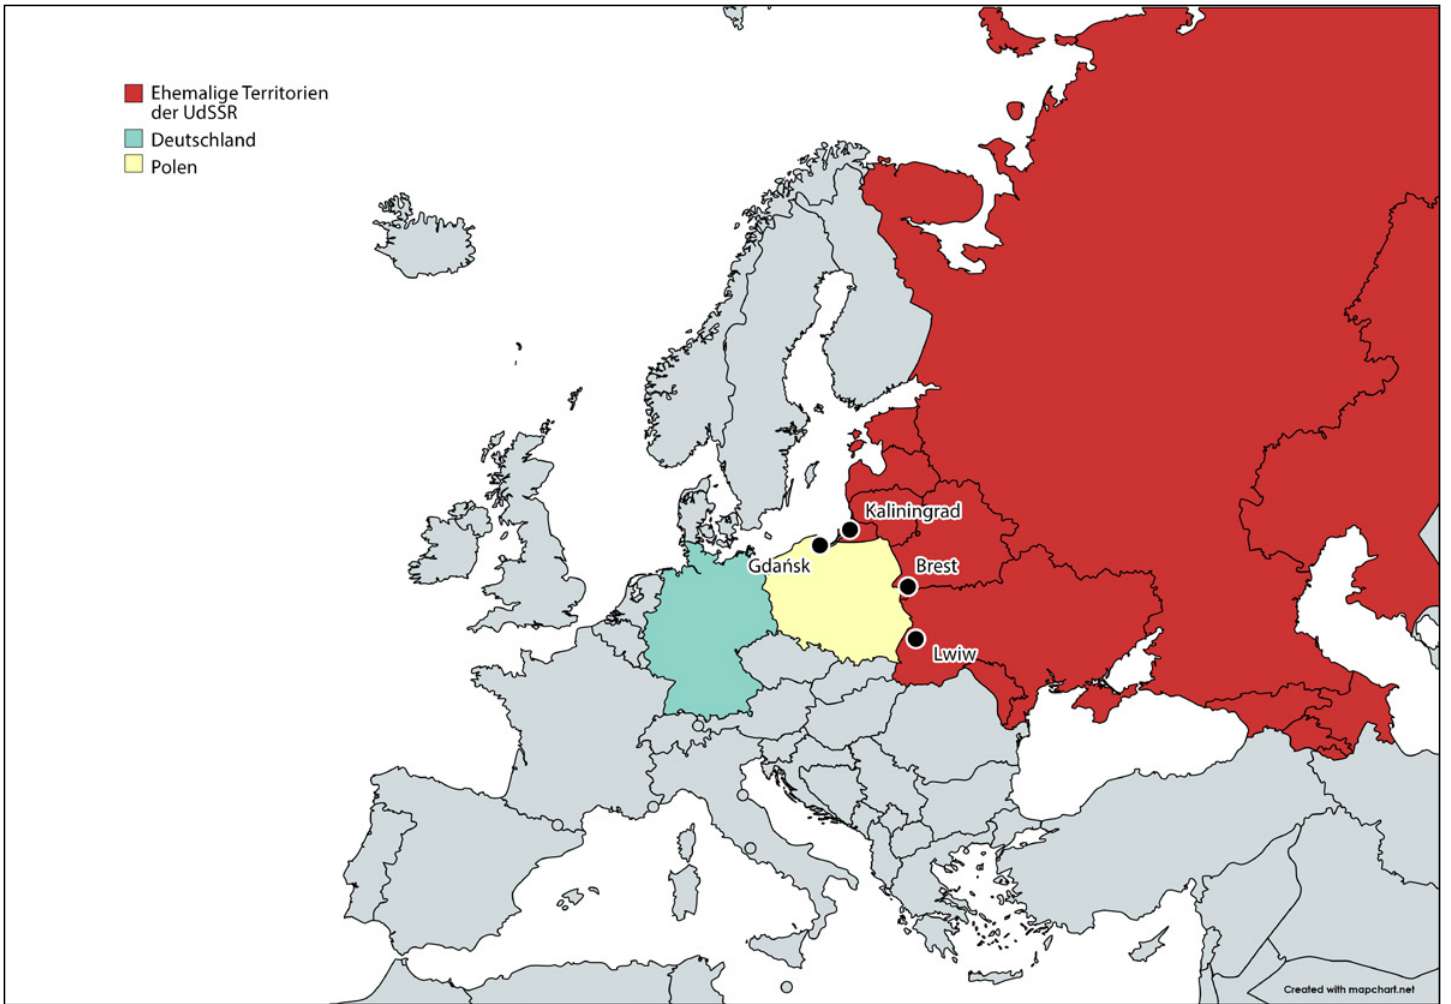 Ehemalige Territorien
der UdSSR
Deutschland
Polen
Kaliningrad
Gdańsk
Brest
Lwiw
Created with mapchart.net